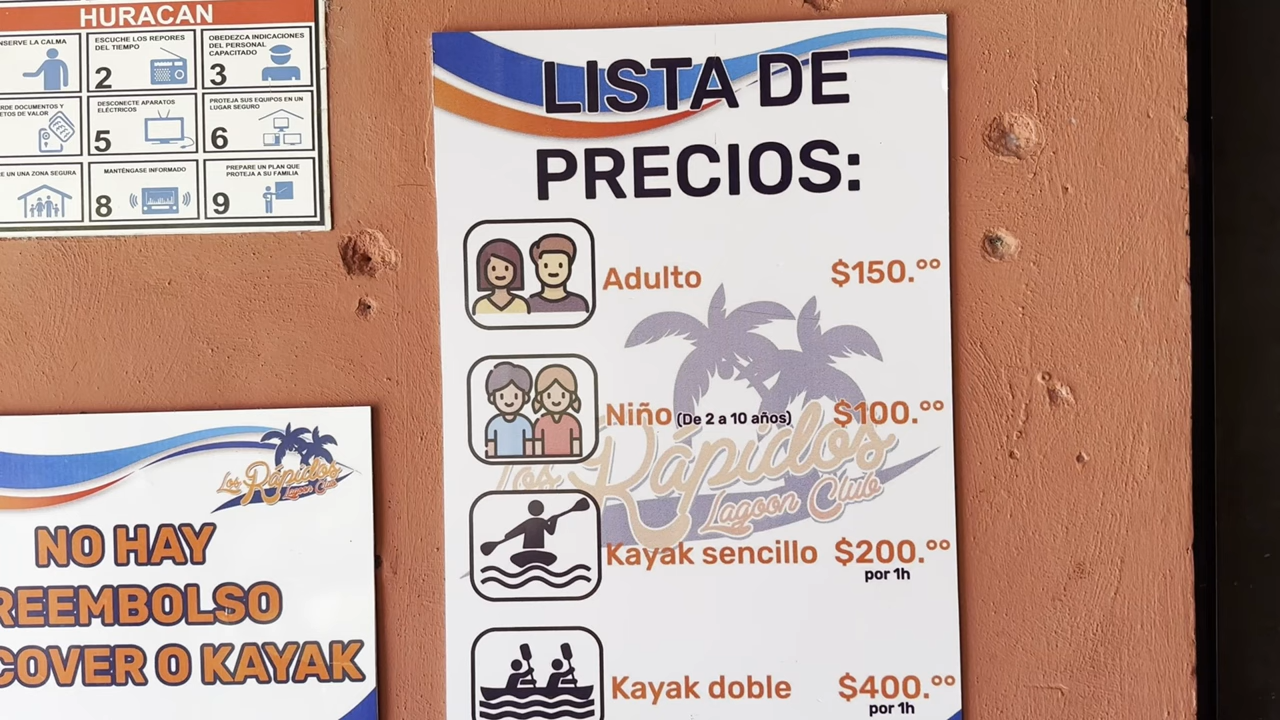 HURACAN
LA CALMA
2
ESCUCHE LOS REPORES
DEL TIEMPO
3
OBEDEZCA INDICACIONES
DEL PERSONAL
CAPACITADO
DOCUMENTOS Y
DE VALOR
5
DESCONECTE APARATOS
ELÉCTRICOS
6
PROTEJA SUS EQUIPOS EN UN
LUGAR SEGURO
UNA ZONA SEGURA
8
MANTÉNGASE INFORMADO
9
PREPARE UN PLAN QUE
PROTEJA A SU FAMILIA
Los Rápidos
Lagoon Club
NO HAY
REEMBOLSO
COVER O KAYAK
LISTA DE
PRECIOS:
Adulto $150.ºº
Niño (De 2 a 10 años) $100.ºº
Los Rápidos
Lagoon Club
Kayak sencillo $200.ºº
por 1h
Kayak doble $400.ºº
por 1h